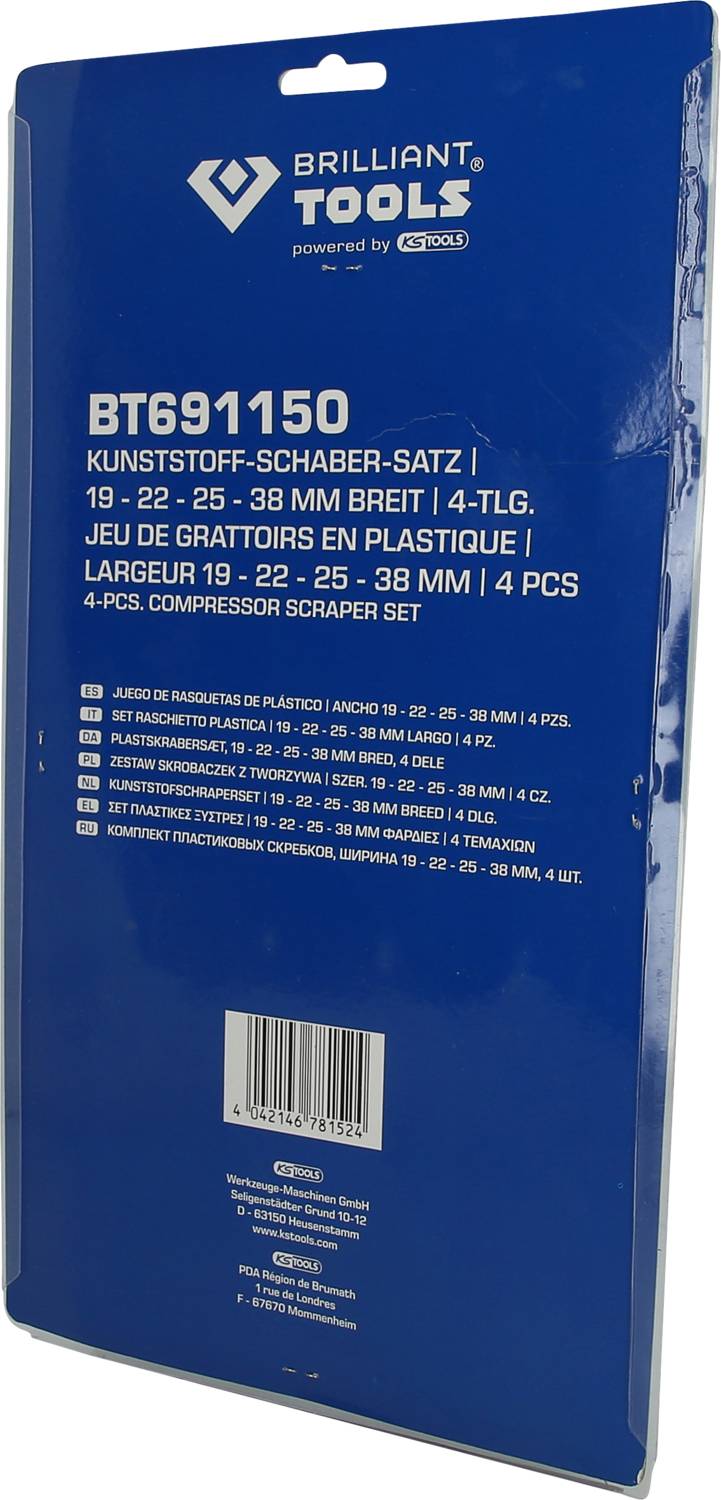 BRILLIANT®
TOOLS
powered by KS TOOLS
BT691150
KUNSTSTOFF-SCHABER-SATZ |
19 - 22 - 25 - 38 MM BREIT | 4-TLG.
JEU DE GRATTOIRS EN PLASTIQUE |
LARGEUR 19 - 22 - 25 - 38 MM | 4 PCS
4-PCS. COMPRESSOR SCRAPER SET
ES JUEGO DE RASQUETAS DE PLÁSTICO | ANCHO 19 - 22 - 25 - 38 MM | 4 PZS.
IT SET RASCHIETTO PLASTICA | 19 - 22 - 25 - 38 MM LARGO | 4 PZ.
DA PLASTSKRABERSÆT, 19 - 22 - 25 - 38 MM BRED, 4 DELE
PL ZESTAW SKROBACZEK Z TWORZYWA | SZER. 19 - 22 - 25 - 38 MM | 4 CZ.
NL KUNSTSTOFSCHRAPERSET | 19 - 22 - 25 - 38 MM BREED | 4 DLG.
EL ΣΕΤ ΠΛΑΣΤΙΚΕΣ ΞΥΣΤΡΕΣ | 19 - 22 - 25 - 38 MM ΦΑΡΔΙΕΣ | 4 ΤΕΜΑΧΙΩΝ
RU КОМПЛЕКТ ПЛАСТИКОВЫХ СКРЕБКОВ, ШИРИНА 19 - 22 - 25 - 38 ММ, 4 ШТ.
4 042146 781524
KS TOOLS
Werkzeuge-Maschinen GmbH
Seligenstädter Grund 10-12
D - 63150 Heusenstamm
www.kstools.com
KS TOOLS
PDA Région de Brumath
1 rue de Londres
F - 67670 Mommenheim